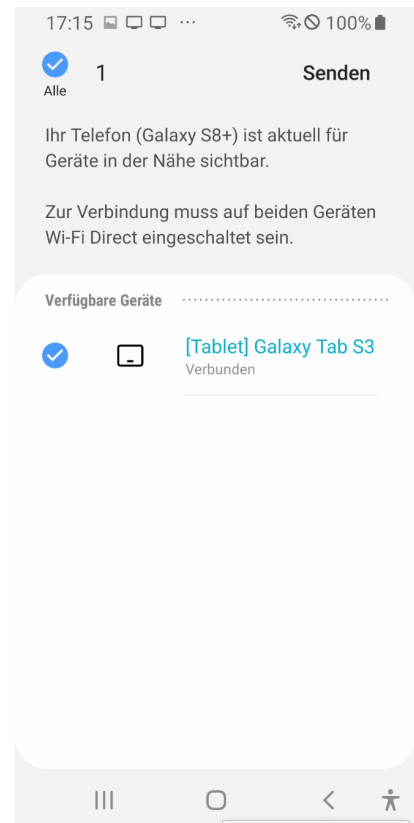 17:15 ... 100%
1 Senden
Alle
Ihr Telefon (Galaxy S8+) ist aktuell für
Geräte in der Nähe sichtbar.
Zur Verbindung muss auf beiden Geräten
Wi-Fi Direct eingeschaltet sein.
Verfügbare Geräte
[Tablet] Galaxy Tab S3
Verbunden